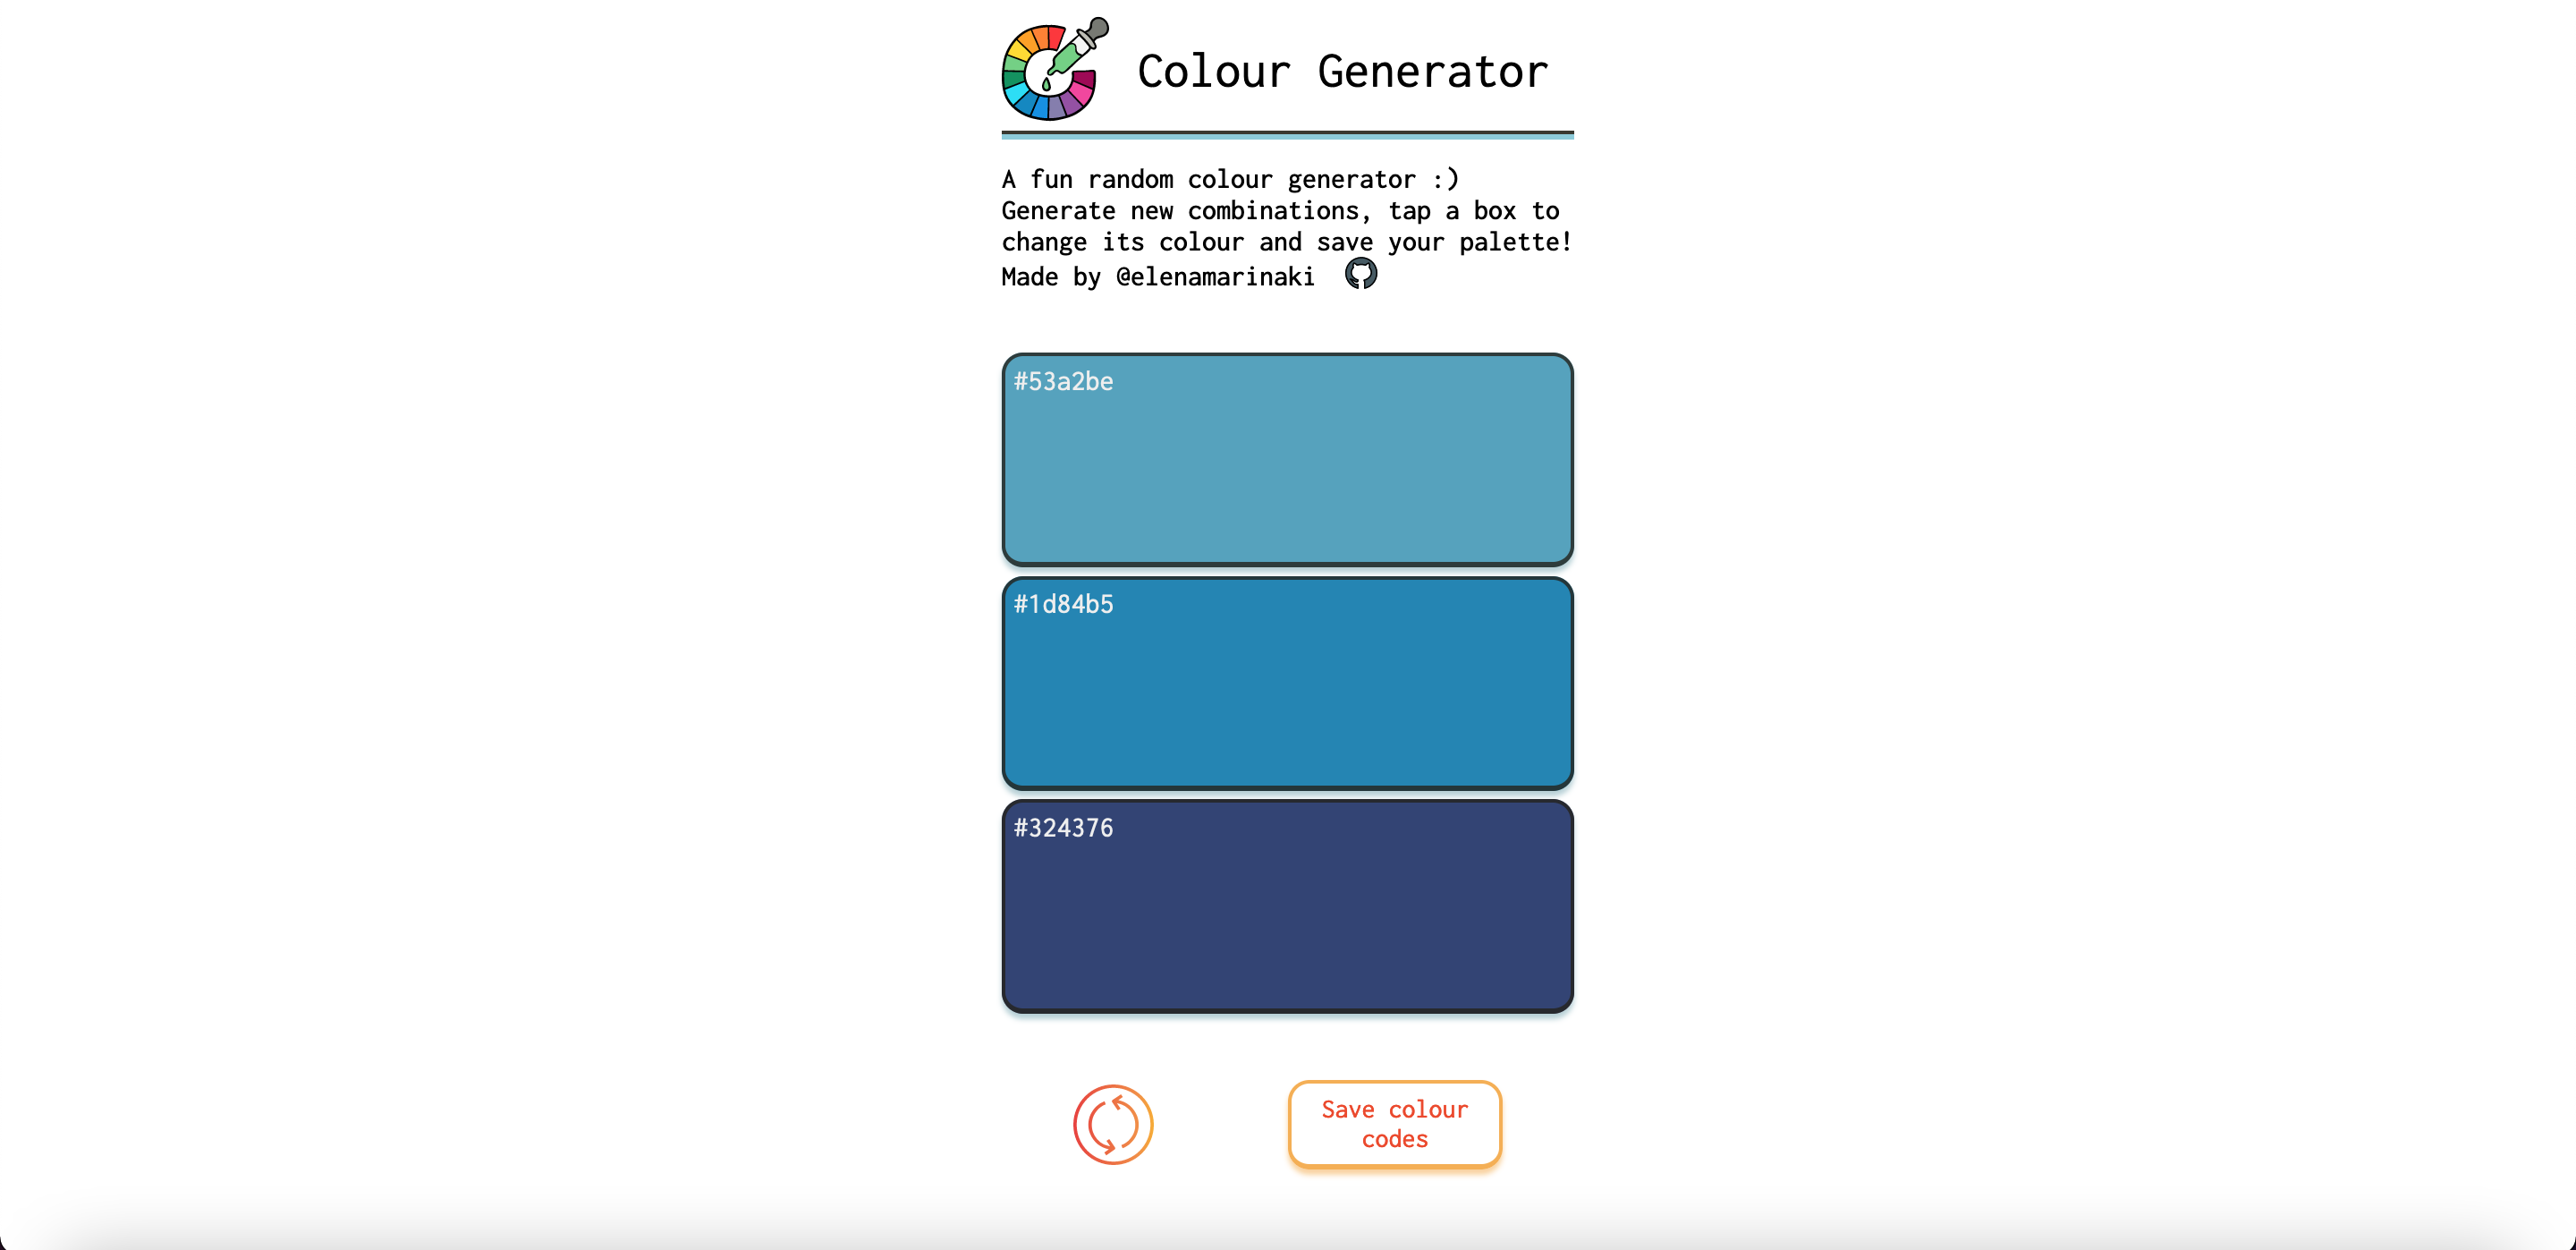 Colour Generator
A fun random colour generator :)
Generate new combinations, tap a box to
change its colour and save your palette!
Made by @elenamarinaki
#53a2be
#1d84b5
#324376
Save colour
codes